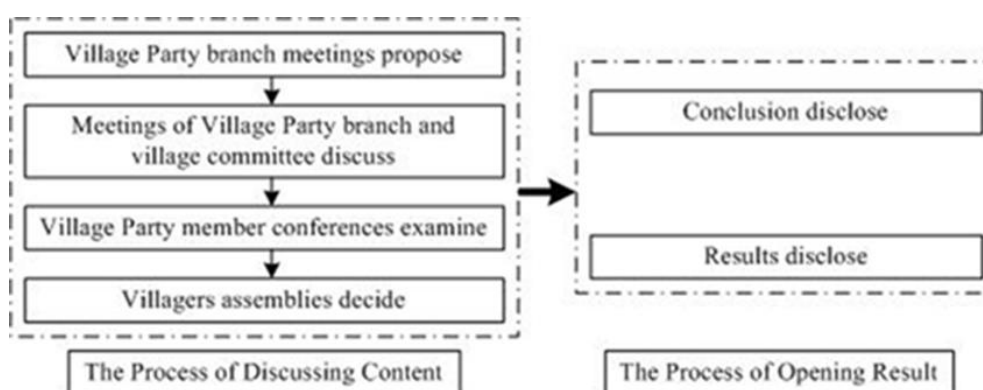 Village Party branch meetings propose
Meetings of Village Party branch and
village committee discuss
Village Party member conferences examine
Villagers assemblies decide
The Process of Discussing Content
Conclusion disclose
Results disclose
The Process of Opening Result